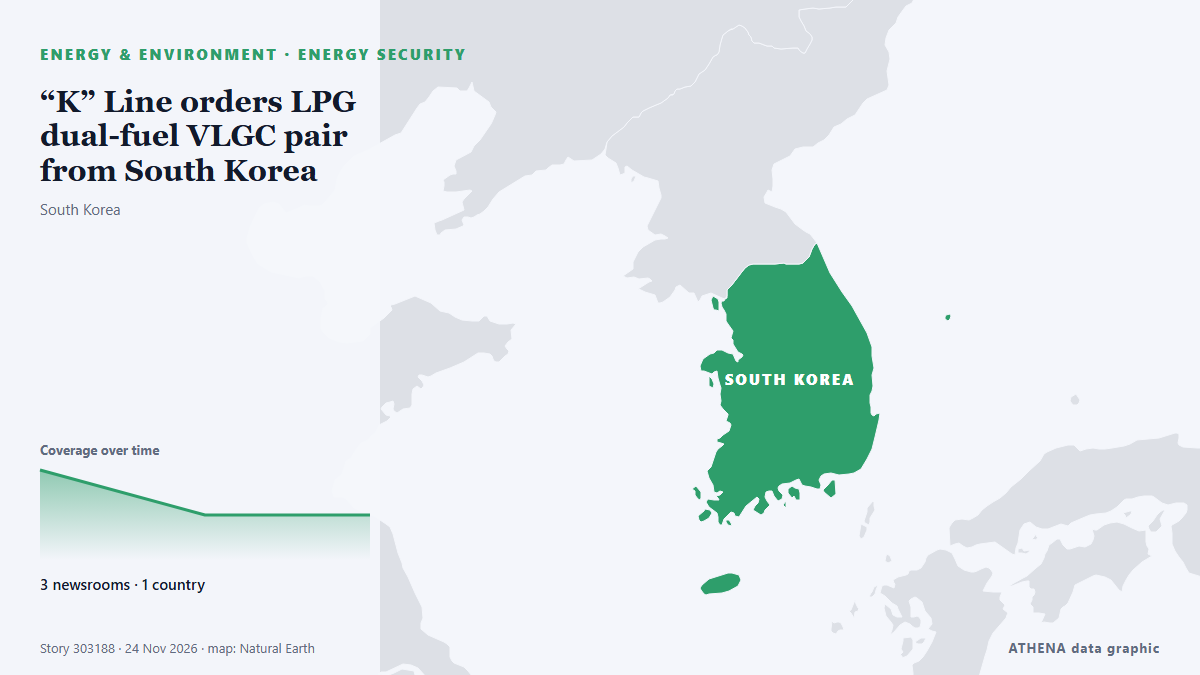 ENERGY & ENVIRONMENT · ENERGY SECURITY
“K” Line orders LPG
dual-fuel VLGC pair
from South Korea
South Korea
SOUTH KOREA
Coverage over time
3 newsrooms · 1 country
Story 303188 · 24 Nov 2026 · map: Natural Earth
ATHENA data graphic